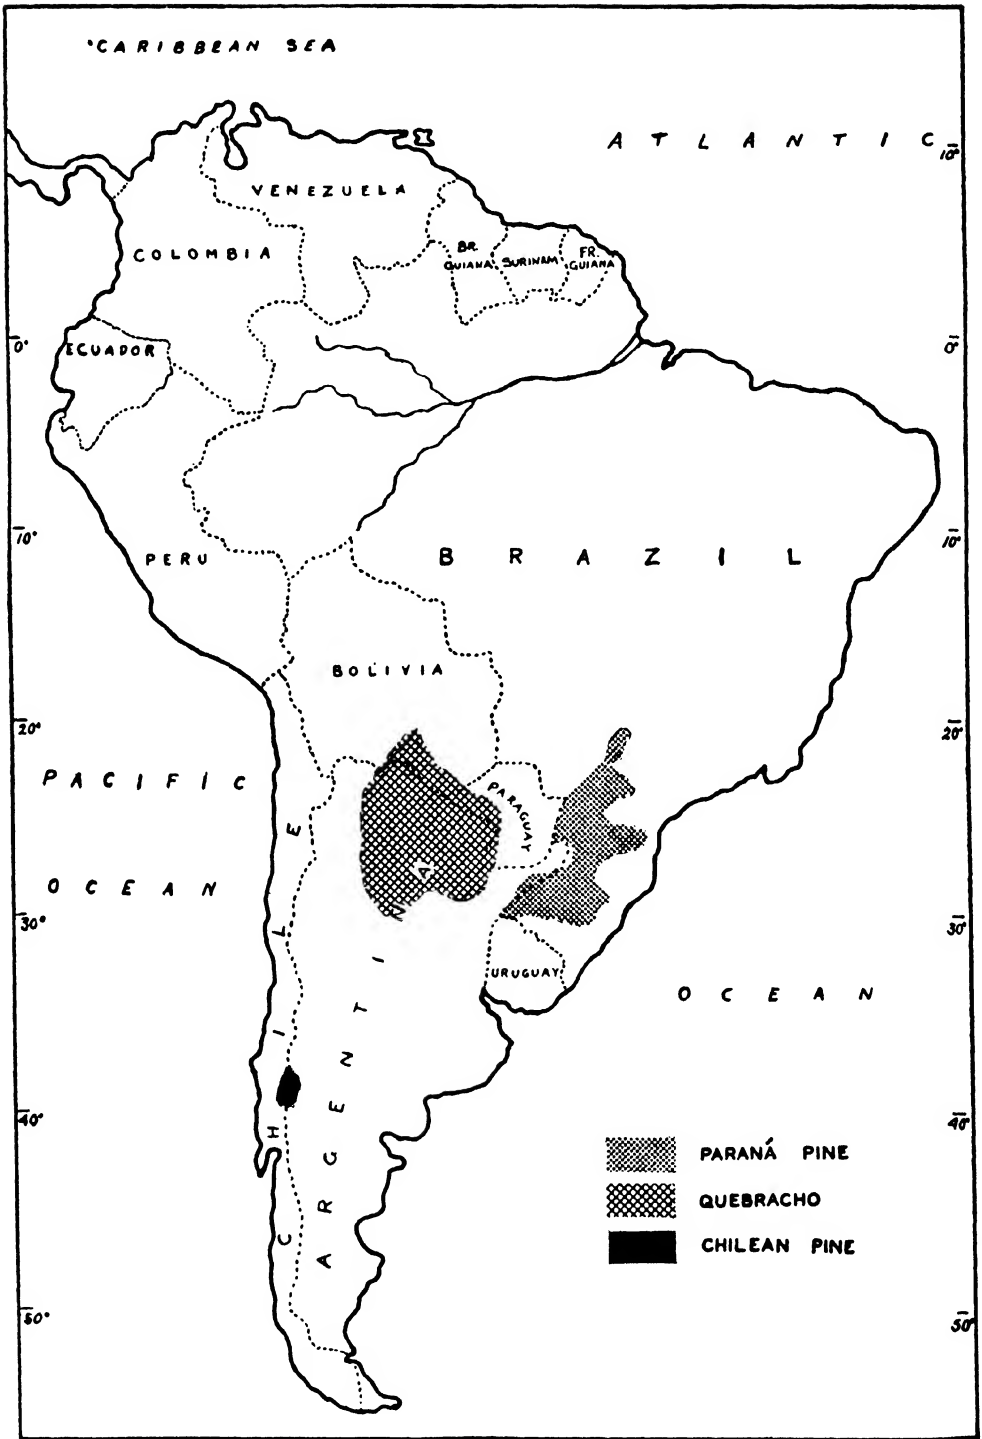 CARIBBEAN SEA
ATLANTIC
10°
VENEZUELA
COLOMBIA
BR.
GUIANA
SURINAM
FR.
GUIANA
0°
ECUADOR
0°
10°
PERU
BRAZIL
10°
BOLIVIA
20°
20°
PACIFIC
OCEAN
PARAGUAY
CHILE
ARGENTINA
30°
30°
URUGUAY
OCEAN
40°
40°
PARANÁ PINE
QUEBRACHO
CHILEAN PINE
50°
50°